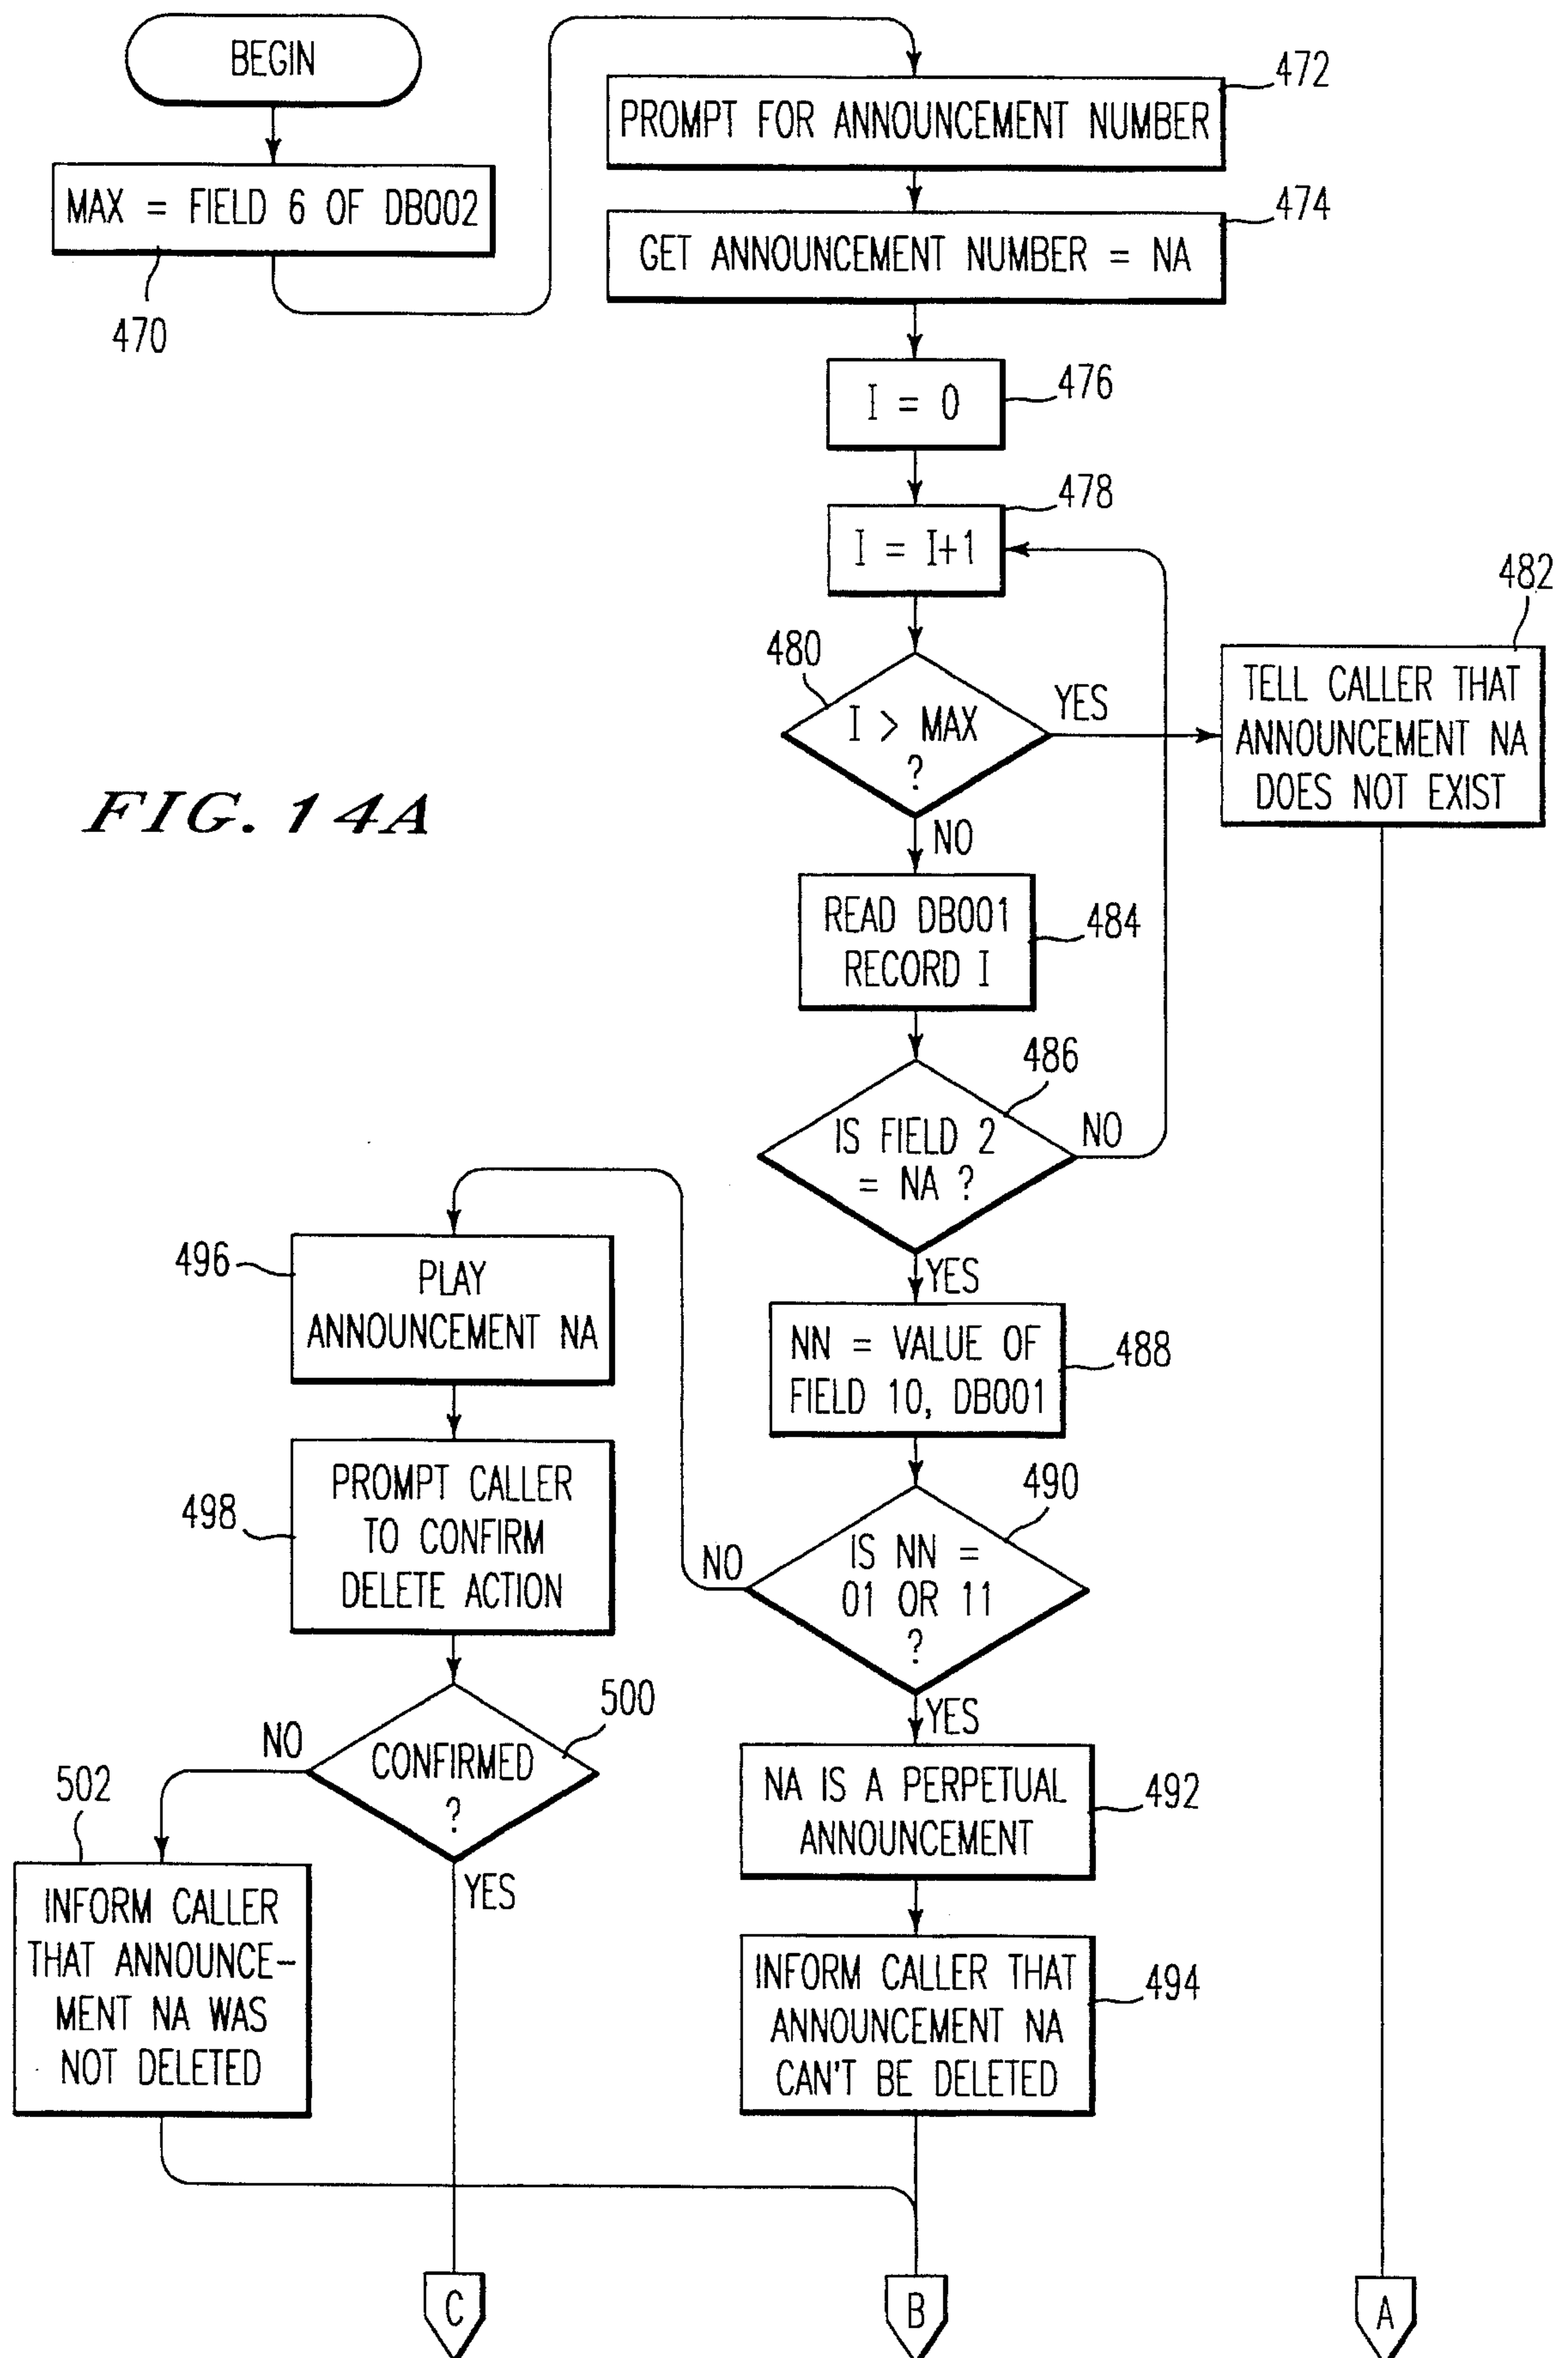 BEGIN
MAX = FIELD 6 OF DB002
470
PROMPT FOR ANNOUNCEMENT NUMBER
472
GET ANNOUNCEMENT NUMBER = NA
474
I = 0
476
I = I+1
478
480
I > MAX
?
YES
NO
482
TELL CALLER THAT
ANNOUNCEMENT NA
DOES NOT EXIST
FIG. 14A
READ DB001
RECORD I
484
486
IS FIELD 2
= NA ?
NO
YES
NN = VALUE OF
FIELD 10, DB001
488
490
IS NN =
01 OR 11
?
NO
YES
496
PLAY
ANNOUNCEMENT NA
498
PROMPT CALLER
TO CONFIRM
DELETE ACTION
500
CONFIRMED
?
NO
YES
502
INFORM CALLER
THAT ANNOUNCE-
MENT NA WAS
NOT DELETED
NA IS A PERPETUAL
ANNOUNCEMENT
492
INFORM CALLER THAT
ANNOUNCEMENT NA
CAN'T BE DELETED
494
C
B
A